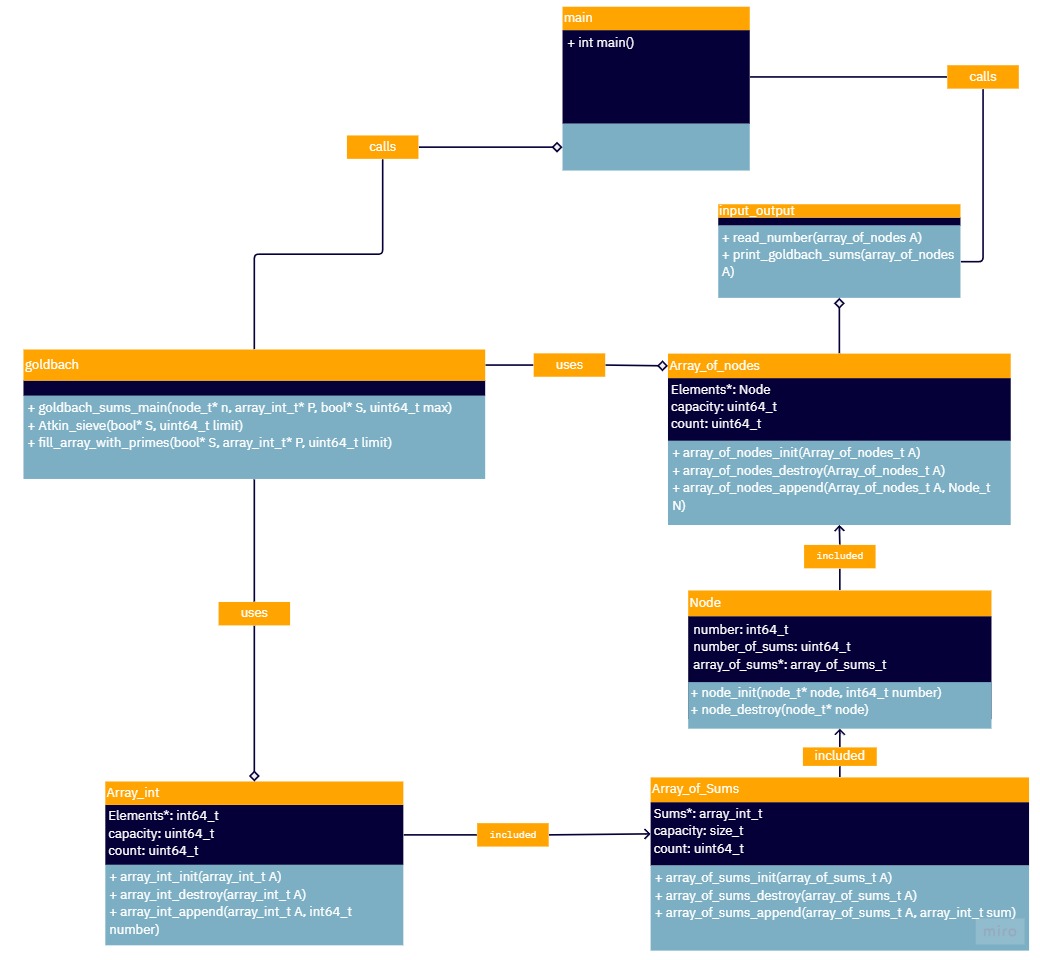 main
+ int main()
calls
calls
input_output
+ read_number(array_of_nodes A)
+ print_goldbach_sums(array_of_nodes
A)
goldbach
+ goldbach_sums_main(node_t* n, array_int_t* P, bool* S, uint64_t max)
+ Atkin_sieve(bool* S, uint64_t limit)
+ fill_array_with_primes(bool* S, array_int_t* P, uint64_t limit)
uses
Array_of_nodes
Elements*: Node
capacity: uint64_t
count: uint64_t
+ array_of_nodes_init(Array_of_nodes_t A)
+ array_of_nodes_destroy(Array_of_nodes_t A)
+ array_of_nodes_append(Array_of_nodes_t A, Node_t
N)
included
Node
number: int64_t
number_of_sums: uint64_t
array_of_sums*: array_of_sums_t
+ node_init(node_t* node, int64_t number)
+ node_destroy(node_t* node)
uses
included
Array_int
Elements*: int64_t
capacity: uint64_t
count: uint64_t
+ array_int_init(array_int_t A)
+ array_int_destroy(array_int_t A)
+ array_int_append(array_int_t A, int64_t
number)
included
Array_of_Sums
Sums*: array_int_t
capacity: size_t
count: uint64_t
+ array_of_sums_init(array_of_sums_t A)
+ array_of_sums_destroy(array_of_sums_t A)
+ array_of_sums_append(array_of_sums_t A, array_int_t sum)
miro